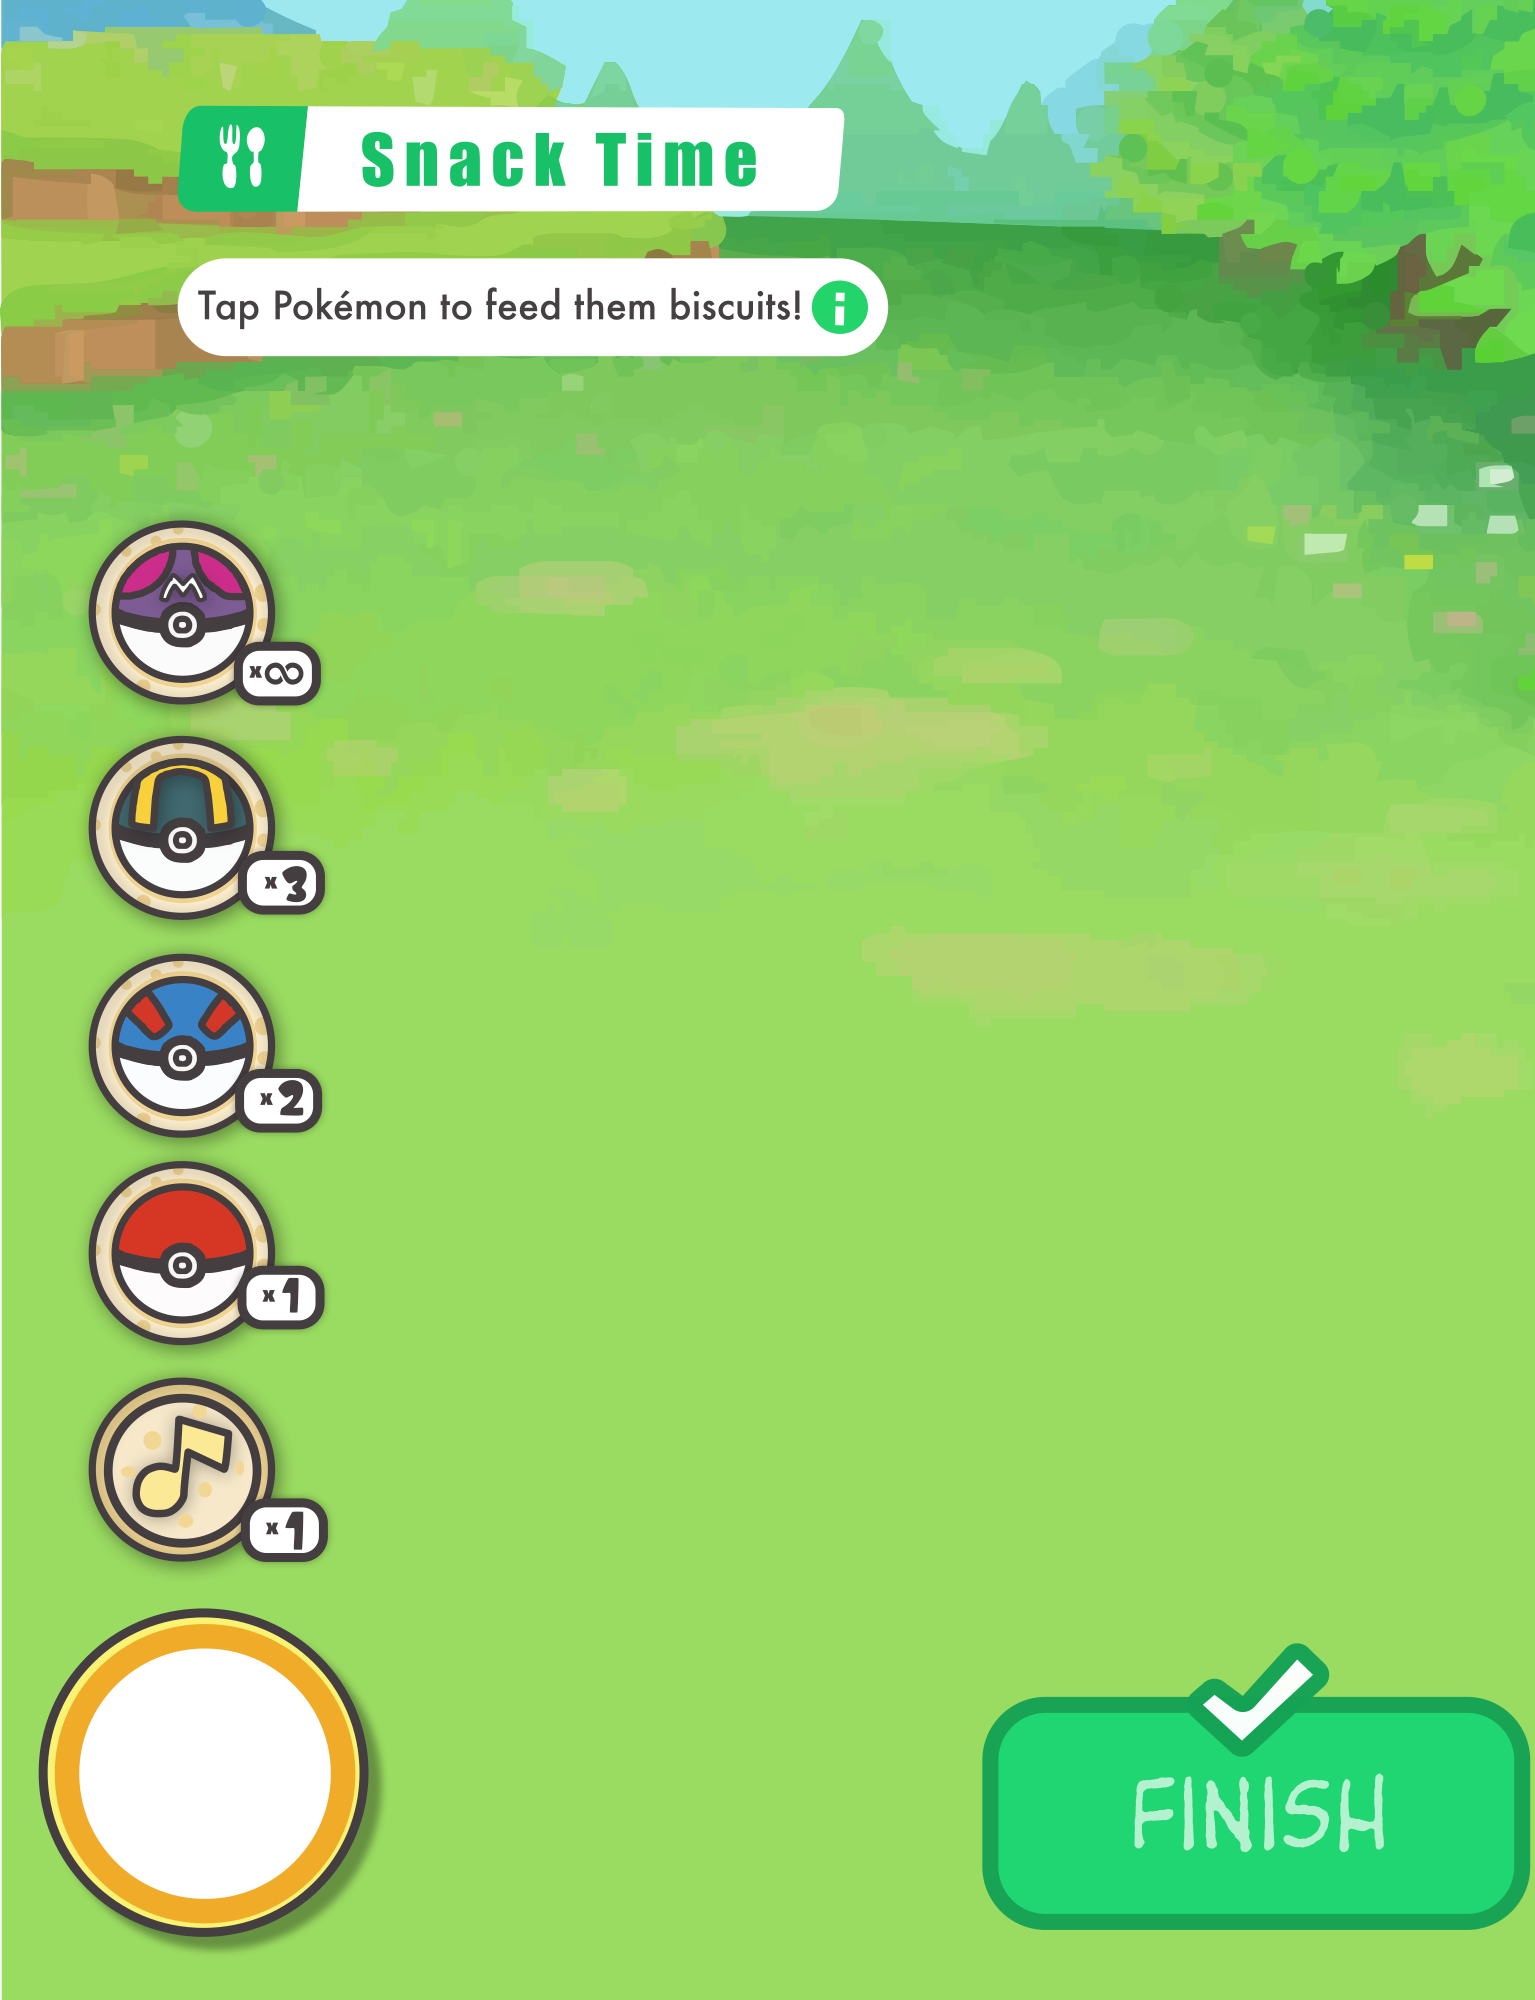 Snack Time
Tap Pokémon to feed them biscuits! i
M
x∞
x3
x2
x1
x1
FINISH